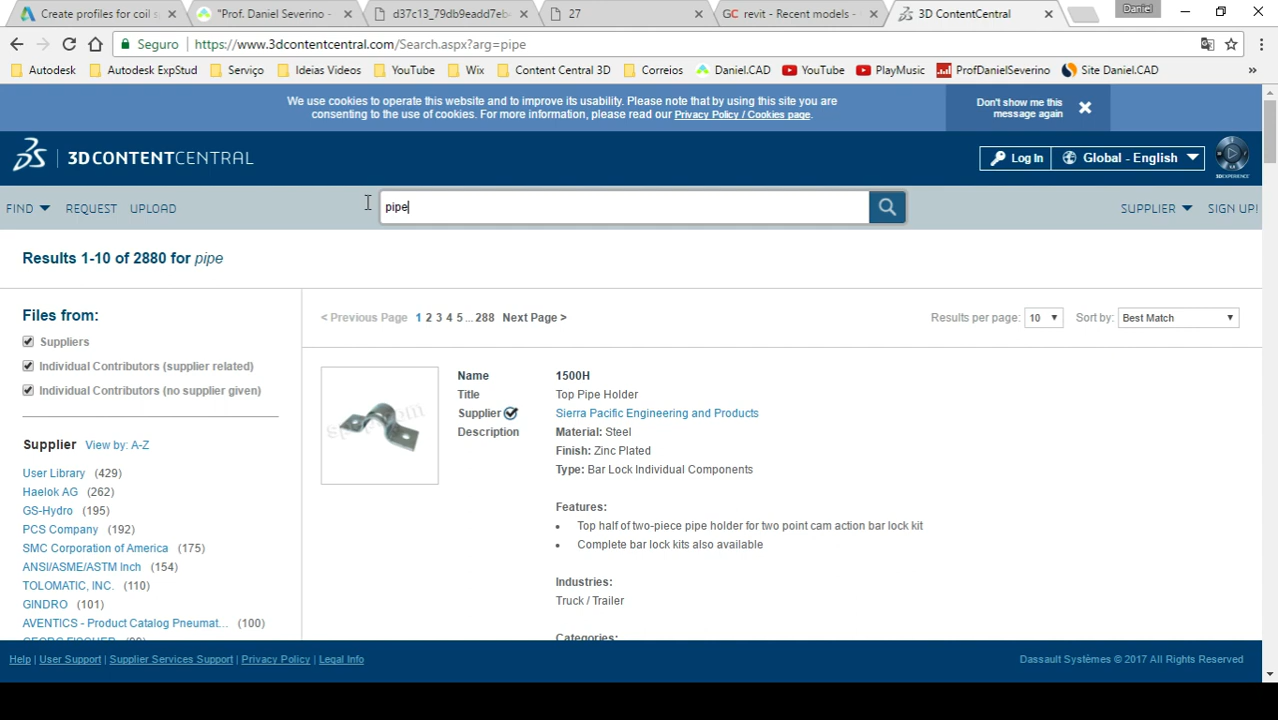 Create profiles for coil s
"Prof. Daniel Severino -
d37c13_79db9eadd7eb
27
GC revit - Recent models -
3D ContentCentral
Daniel
Seguro
https://www.3dcontentcentral.com/Search.aspx?arg=pipe
Autodesk
Autodesk ExpStud
Serviço
Ideias Videos
YouTube
Wix
Content Central 3D
Correios
Daniel.CAD
YouTube
PlayMusic
ProfDanielSeverino
Site Daniel.CAD
»
We use cookies to operate this website and to improve its usability. Please note that by using this site you are
consenting to the use of cookies. For more information, please read our Privacy Policy / Cookies page.
Don't show me this
message again
3DCONTENTCENTRAL
Log In
Global - English
3DEXPERIENCE
FIND
REQUEST
UPLOAD
pipe
SUPPLIER
SIGN UP!
Results 1-10 of 2880 for pipe
Files from:
Suppliers
Individual Contributors (supplier related)
Individual Contributors (no supplier given)
Supplier View by: A-Z
User Library (429)
Haelok AG (262)
GS-Hydro (195)
PCS Company (192)
SMC Corporation of America (175)
ANSI/ASME/ASTM Inch (154)
TOLOMATIC, INC. (110)
GINDRO (101)
AVENTICS - Product Catalog Pneumat... (100)
< Previous Page 1 2 3 4 5 ... 288 Next Page >
Results per page: 10
Sort by: Best Match
Name 1500H
Title Top Pipe Holder
Supplier Sierra Pacific Engineering and Products
Description Material: Steel
Finish: Zinc Plated
Type: Bar Lock Individual Components
Features:
• Top half of two-piece pipe holder for two point cam action bar lock kit
• Complete bar lock kits also available
Industries:
Truck / Trailer
Categories:
Help | User Support | Supplier Services Support | Privacy Policy | Legal Info
Dassault Systèmes © 2017 All Rights Reserved